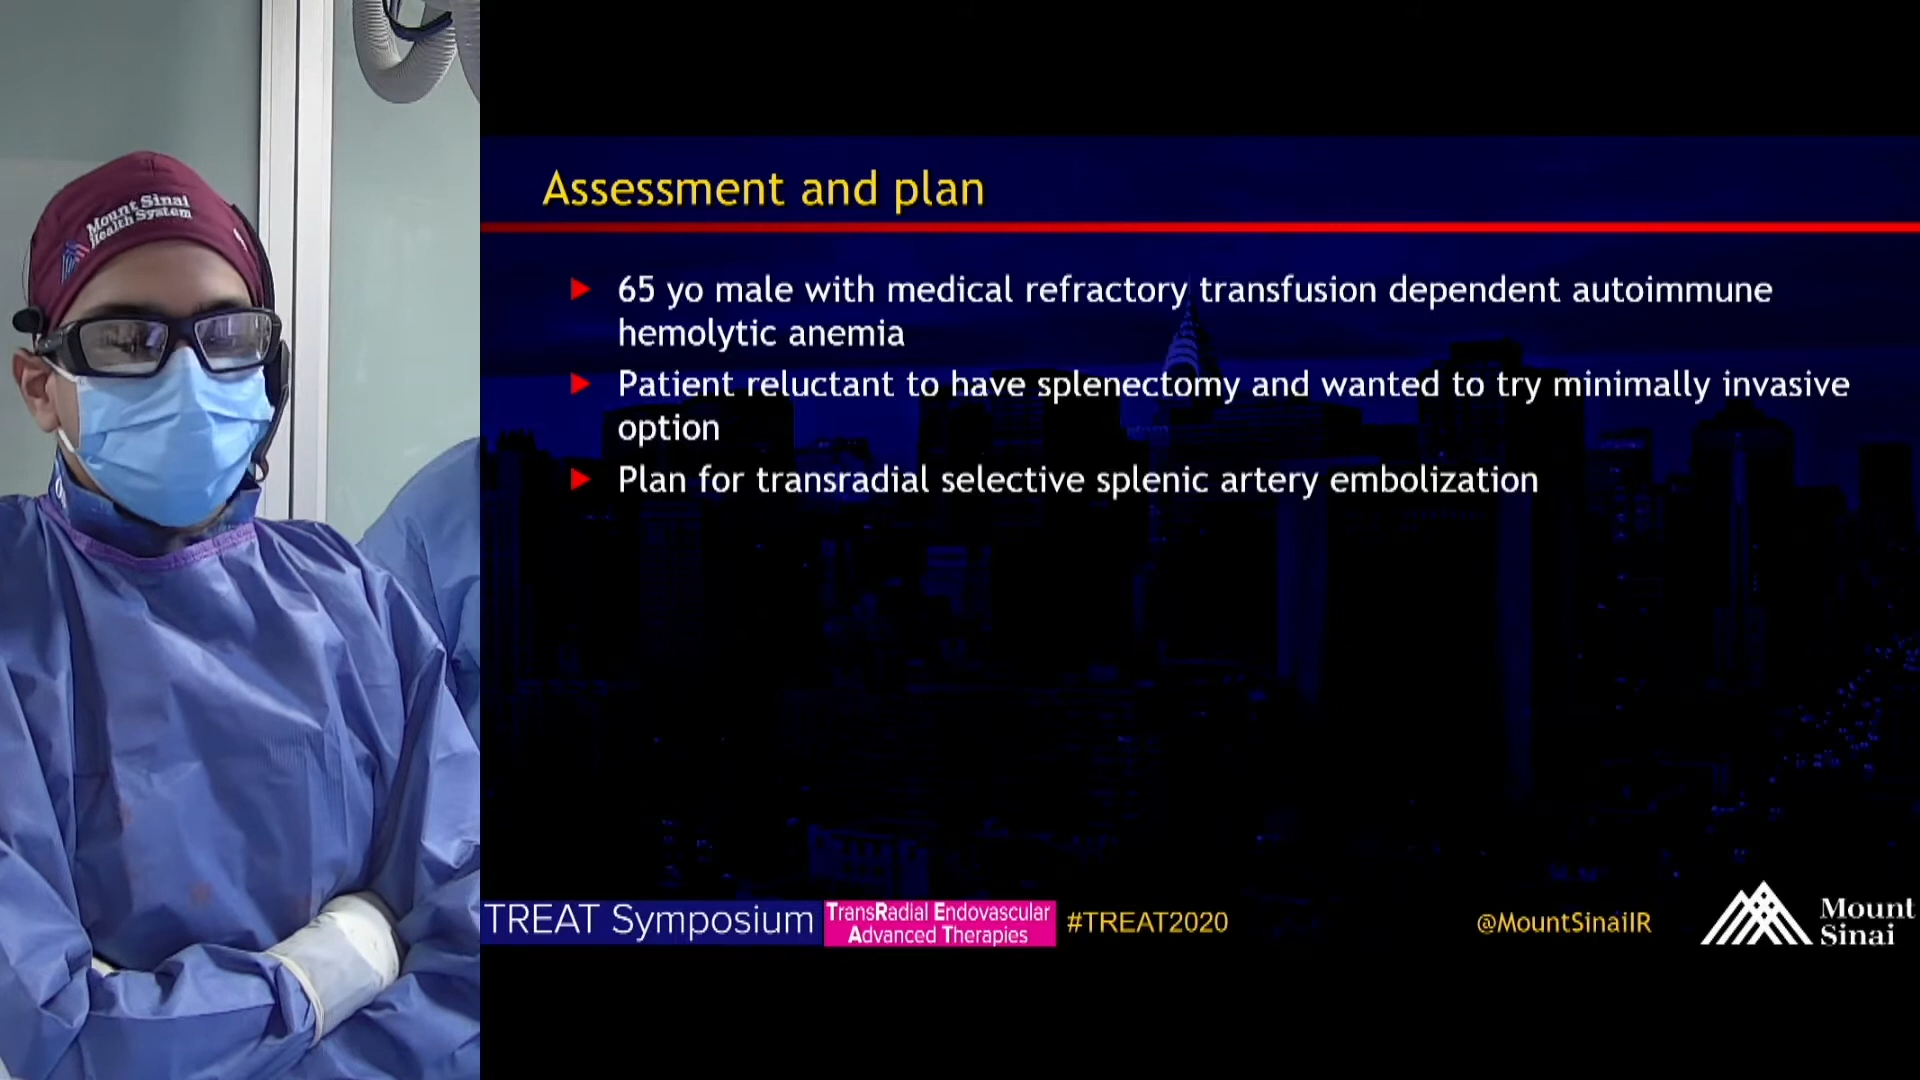 Mount Sinai
Health System
Assessment and plan
65 yo male with medical refractory transfusion dependent autoimmune
hemolytic anemia
Patient reluctant to have splenectomy and wanted to try minimally invasive
option
Plan for transradial selective splenic artery embolization
TREAT Symposium
TransRadial Endovascular
Advanced Therapies
#TREAT2020
@MountSinaiIR
Mount
Sinai